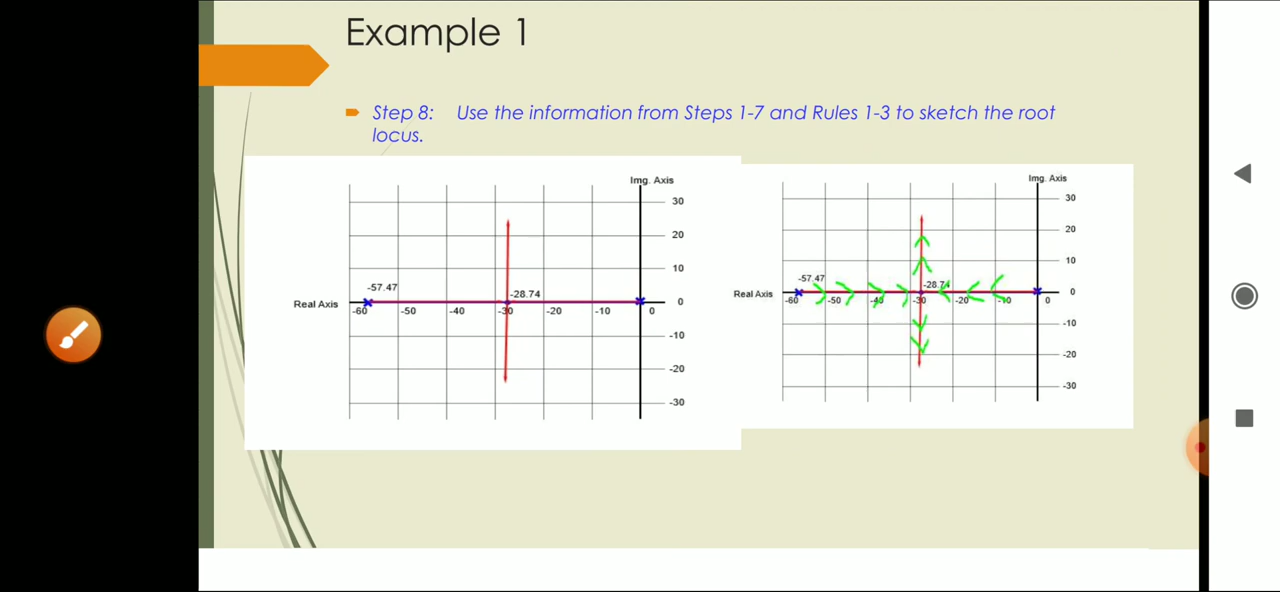 Example 1
Step 8: Use the information from Steps 1-7 and Rules 1-3 to sketch the root
locus.
Img. Axis
30
20
10
-57.47
-28.74
Real Axis
-60 -50 -40 -30 -20 -10 0
0
-10
-20
-30
Img. Axis
30
20
10
-57.47
-28.74
Real Axis
-60 -50 -40 -30 -20 -10 0
0
-10
-20
-30